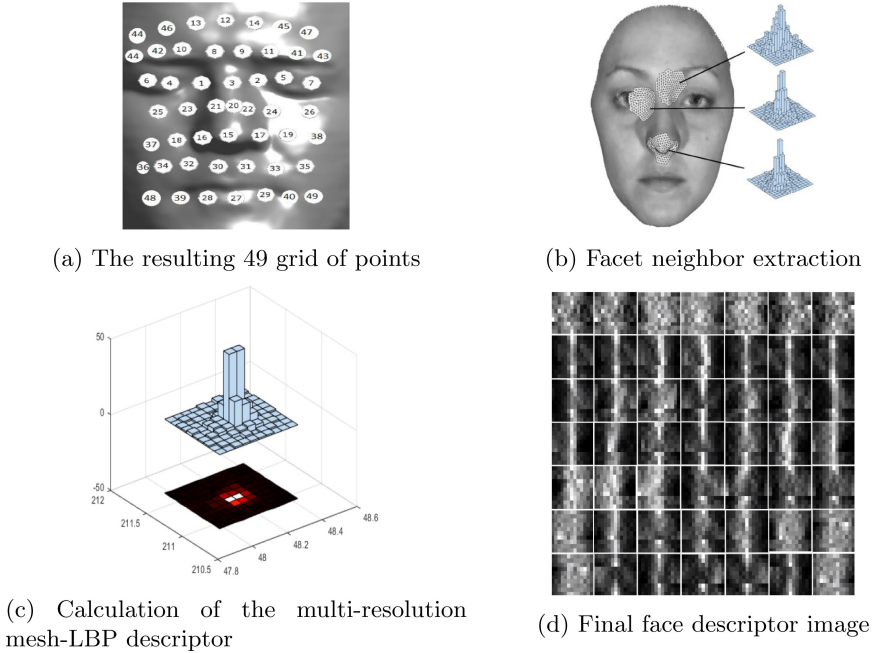 44 46 13 12 14 45 47
44 42 10 8 9 11 41 43
6 4 1 3 2 5 7
25 23 21 20 22 24 26
37 18 16 15 17 19 38
36 34 32 30 31 33 35
48 39 28 27 29 40 49
(a) The resulting 49 grid of points
(b) Facet neighbor extraction
50
0
-50
212
211.5
211
210.5
47.8
48
48.2
48.4
48.6
(c) Calculation of the multi-resolution
mesh-LBP descriptor
(d) Final face descriptor image